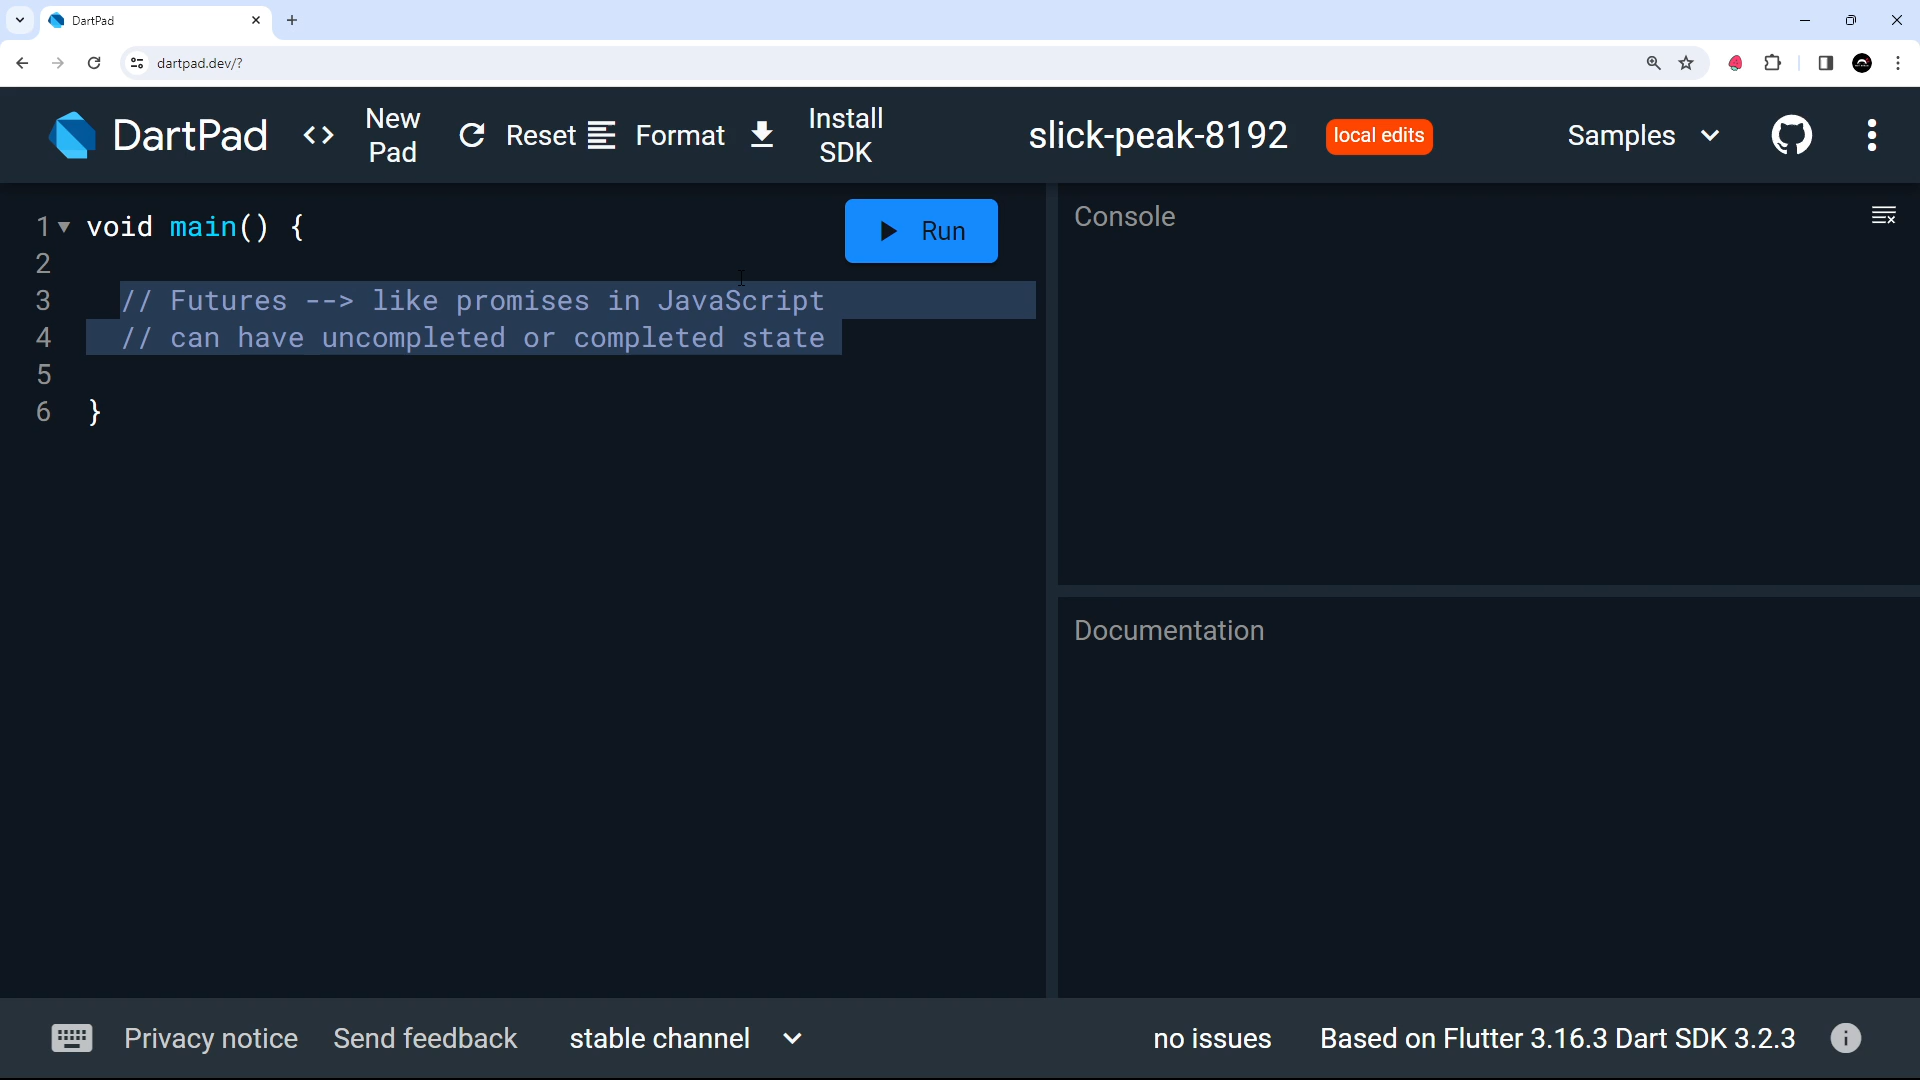 DartPad
dartpad.dev/?
DartPad
<>
New
Pad
Reset
Format
Install
SDK
slick-peak-8192
local edits
Samples
1 void main() {
2
3 // Futures --> like promises in JavaScript
4 // can have uncompleted or completed state
5
6 }
Run
Console
Documentation
Privacy notice
Send feedback
stable channel
no issues
Based on Flutter 3.16.3 Dart SDK 3.2.3